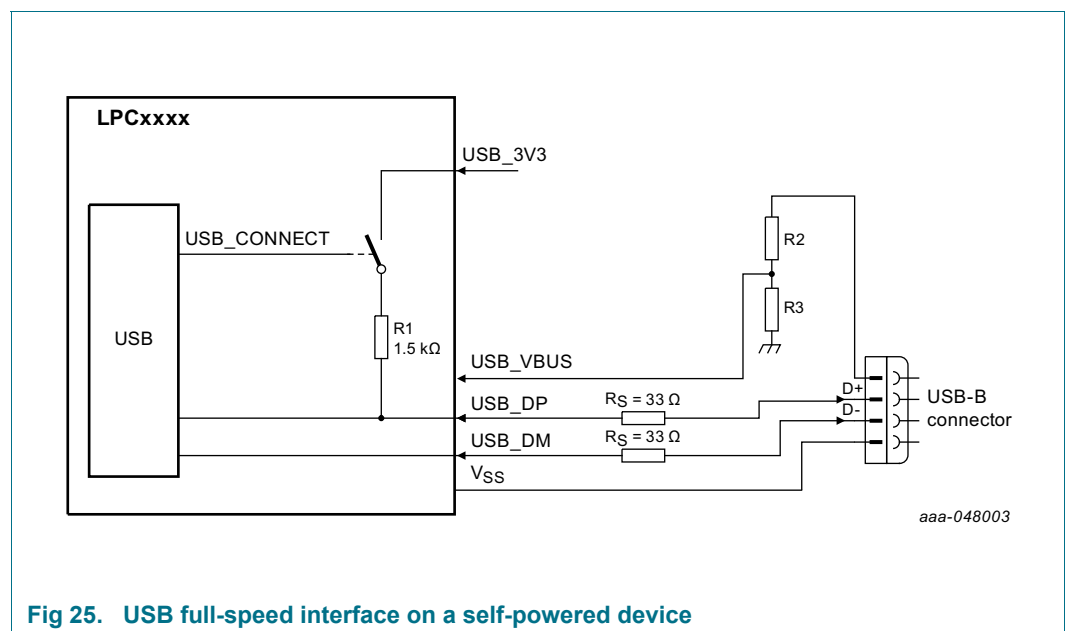 LPCxxxx
USB_3V3
USB_CONNECT
R2
R3
USB
R1
1.5 kΩ
USB_VBUS
USB_DP
RS = 33 Ω
D+
USB-B
connector
D-
USB_DM
RS = 33 Ω
VSS
aaa-048003
Fig 25. USB full-speed interface on a self-powered device